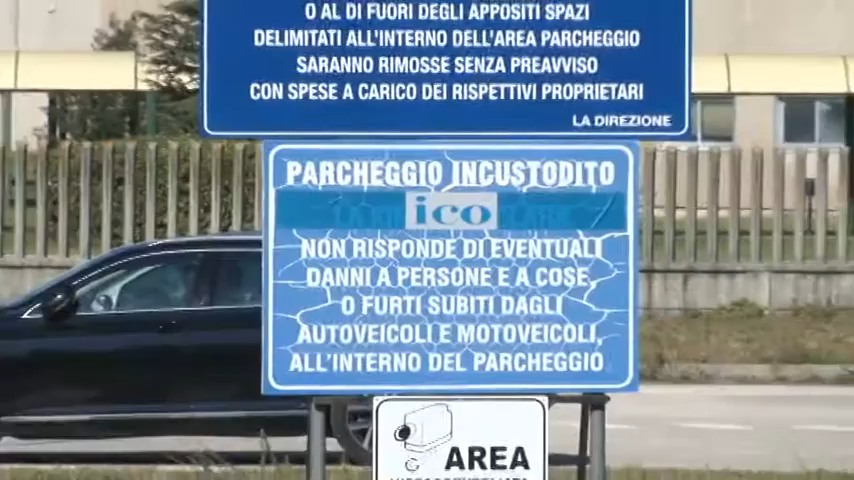 O AL DI FUORI DEGLI APPOSITI SPAZI
DELIMITATI ALL'INTERNO DELL'AREA PARCHEGGIO
SARANNO RIMOSSE SENZA PREAVVISO
CON SPESE A CARICO DEI RISPETTIVI PROPRIETARI
LA DIREZIONE
PARCHEGGIO INCUSTODITO
ico
NON RISPONDE DI EVENTUALI
DANNI A PERSONE E A COSE
O FURTI SUBITI DAGLI
AUTOVEICOLI E MOTOVEICOLI,
ALL'INTERNO DEL PARCHEGGIO
AREA